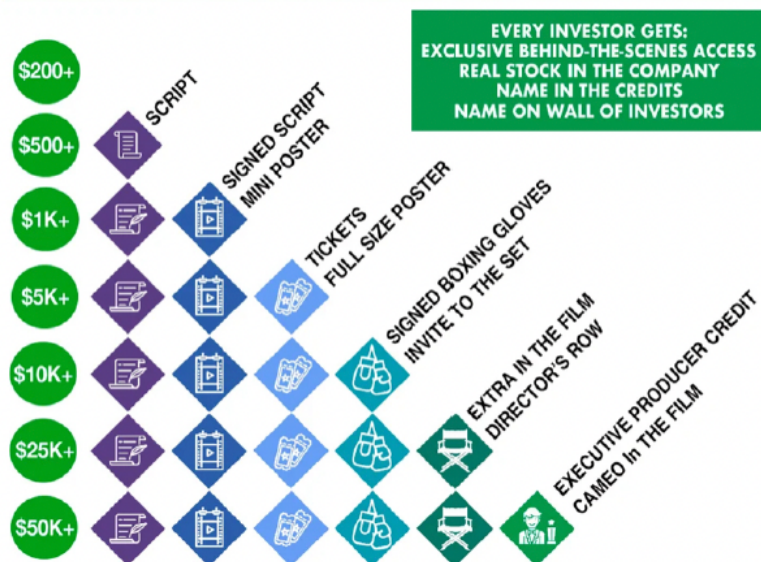 EVERY INVESTOR GETS:
EXCLUSIVE BEHIND-THE-SCENES ACCESS
REAL STOCK IN THE COMPANY
NAME IN THE CREDITS
NAME ON WALL OF INVESTORS
$200+
SCRIPT
$500+
SIGNED SCRIPT
MINI POSTER
$1K+
TICKETS
FULL SIZE POSTER
$5K+
SIGNED BOXING GLOVES
INVITE TO THE SET
$10K+
EXTRA IN THE FILM
DIRECTOR'S ROW
$25K+
EXECUTIVE PRODUCER CREDIT
CAMEO In THE FILM
$50K+